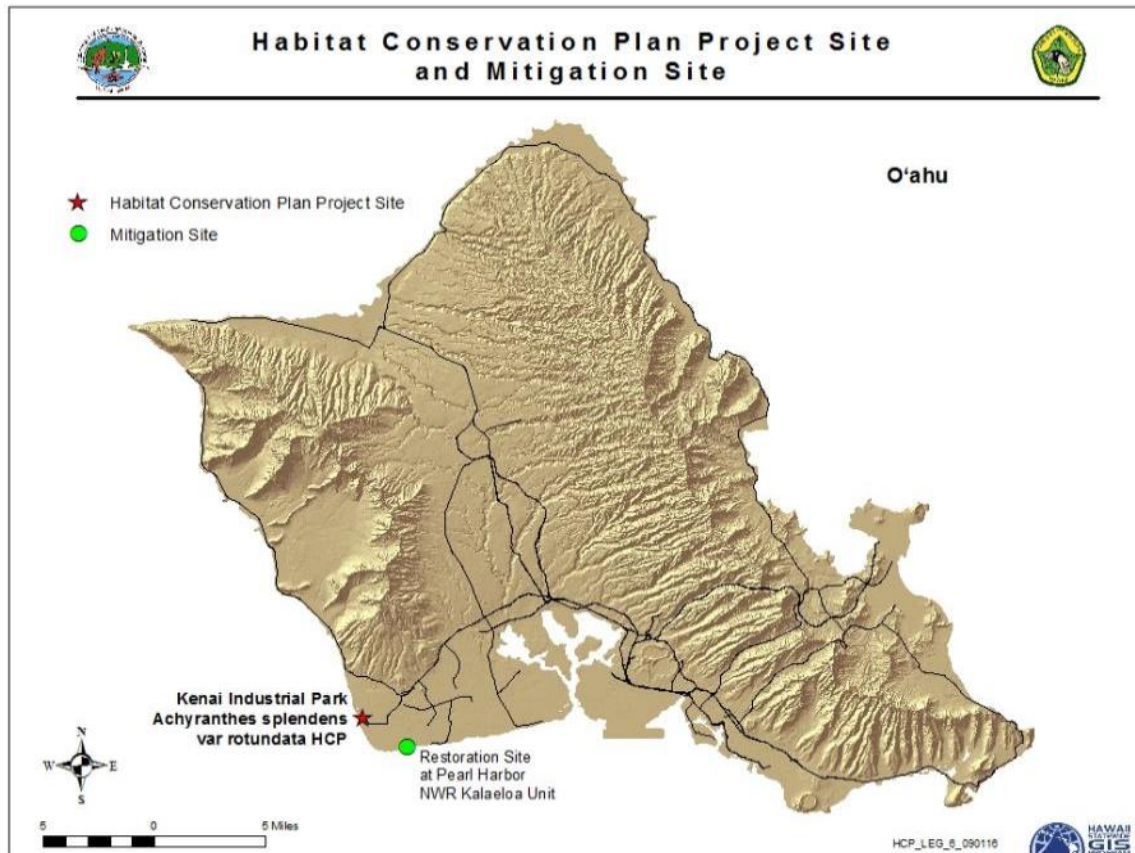 Habitat Conservation Plan Project Site
and Mitigation Site
O‘ahu
Habitat Conservation Plan Project Site
Mitigation Site
Kenai Industrial Park
Achyranthes splendens
var rotundata HCP
Restoration Site
at Pearl Harbor
NWR Kalaeloa Unit
N
W E
S
5 0 5 Miles
HCP_LEG_6_090116
HAWAII
STATEWIDE
GIS